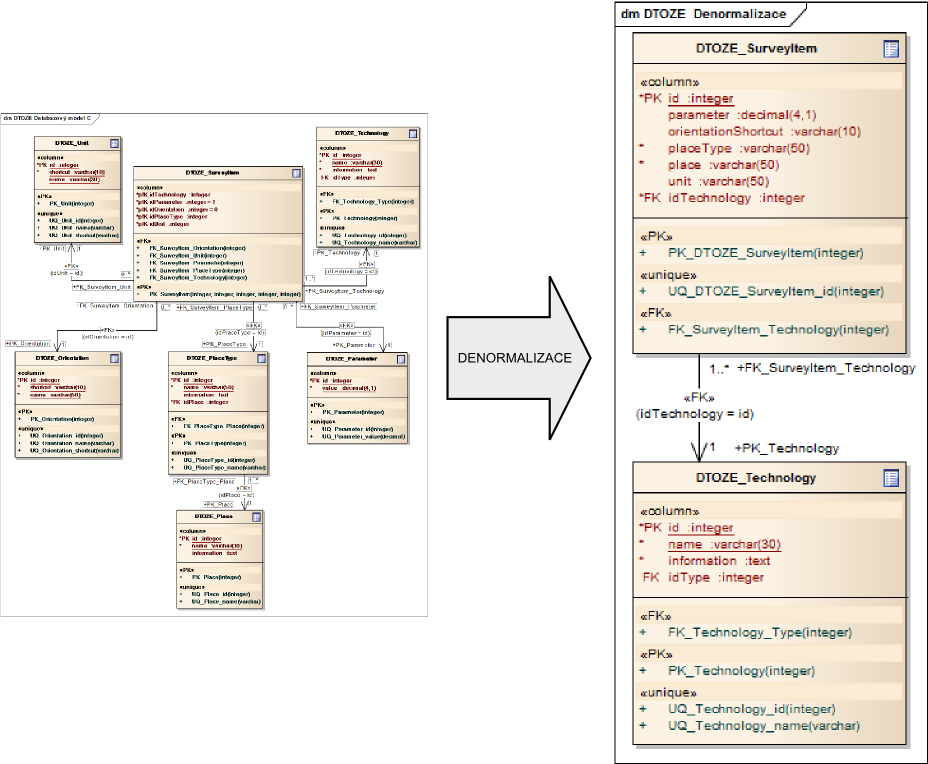 dm DTOZE Databázový model C
DTOZE_Unit
«column»
*PK id :integer
* shortcut :varchar(10)
* name :varchar(30)
«PK»
+ PK_Unit(integer)
«unique»
+ UQ_Unit_id(integer)
+ UQ_Unit_name(varchar)
+ UQ_Unit_shortcut(varchar)
DTOZE_SurveyItem
«column»
*pfK idTechnology :integer
*pfK idParameter :integer = 1
*pfK idOrientation :integer = 0
*pfK idPlaceType :integer
*pfK idUnit :integer
«FK»
+ FK_SurveyItem_Orientation(integer)
+ FK_SurveyItem_Unit(integer)
+ FK_SurveyItem_Parameter(integer)
+ FK_SurveyItem_PlaceType(integer)
+ FK_SurveyItem_Technology(integer)
«PK»
+ PK_SurveyItem(integer, integer, integer, integer, integer)
DTOZE_Technology
«column»
*PK id :integer
* name :varchar(30)
* information :text
FK idType :integer
«FK»
+ FK_Technology_Type(integer)
«PK»
+ PK_Technology(integer)
«unique»
+ UQ_Technology_id(integer)
+ UQ_Technology_name(varchar)
+PK_Unit 1
«FK»
(idUnit = id)
0..*
+FK_SurveyItem_Unit
+PK_Technology 1
«FK»
(idTechnology = id)
1..*
+FK_SurveyItem_Technology
+FK_SurveyItem_Orientation 0..*
+FK_SurveyItem_PlaceType 0..*
0..* +FK_SurveyItem_Parameter
«FK»
(idOrientation = id)
+PK_Orientation 1
«FK»
(idPlaceType = id)
+PK_PlaceType 1
«FK»
(idParameter = id)
+PK_Parameter 1
DTOZE_Orientation
«column»
*PK id :integer
* shortcut :varchar(10)
* name :varchar(50)
«PK»
+ PK_Orientation(integer)
«unique»
+ UQ_Orientation_id(integer)
+ UQ_Orientation_name(varchar)
+ UQ_Orientation_shortcut(varchar)
DTOZE_PlaceType
«column»
*PK id :integer
* name :varchar(50)
information :text
*FK idPlace :integer
«FK»
+ FK_PlaceType_Place(integer)
«PK»
+ PK_PlaceType(integer)
«unique»
+ UQ_PlaceType_id(integer)
+ UQ_PlaceType_name(varchar)
DTOZE_Parameter
«column»
*PK id :integer
* value :decimal(4,1)
«PK»
+ PK_Parameter(integer)
«unique»
+ UQ_Parameter_id(integer)
+ UQ_Parameter_value(decimal)
+FK_PlaceType_Place 1..*
«FK»
(idPlace = id)
+PK_Place 1
DTOZE_Place
«column»
*PK id :integer
* name :varchar(30)
information :text
«PK»
+ PK_Place(integer)
«unique»
+ UQ_Place_id(integer)
+ UQ_Place_name(varchar)
DENORMALIZACE
dm DTOZE_Denormalizace
DTOZE_SurveyItem
«column»
*PK id :integer
parameter :decimal(4,1)
orientationShortcut :varchar(10)
* placeType :varchar(50)
* place :varchar(50)
unit :varchar(50)
*FK idTechnology :integer
«PK»
+ PK_DTOZE_SurveyItem(integer)
«unique»
+ UQ_DTOZE_SurveyItem_id(integer)
«FK»
+ FK_SurveyItem_Technology(integer)
1..* +FK_SurveyItem_Technology
«FK»
(idTechnology = id)
1 +PK_Technology
DTOZE_Technology
«column»
*PK id :integer
* name :varchar(30)
* information :text
FK idType :integer
«FK»
+ FK_Technology_Type(integer)
«PK»
+ PK_Technology(integer)
«unique»
+ UQ_Technology_id(integer)
+ UQ_Technology_name(varchar)